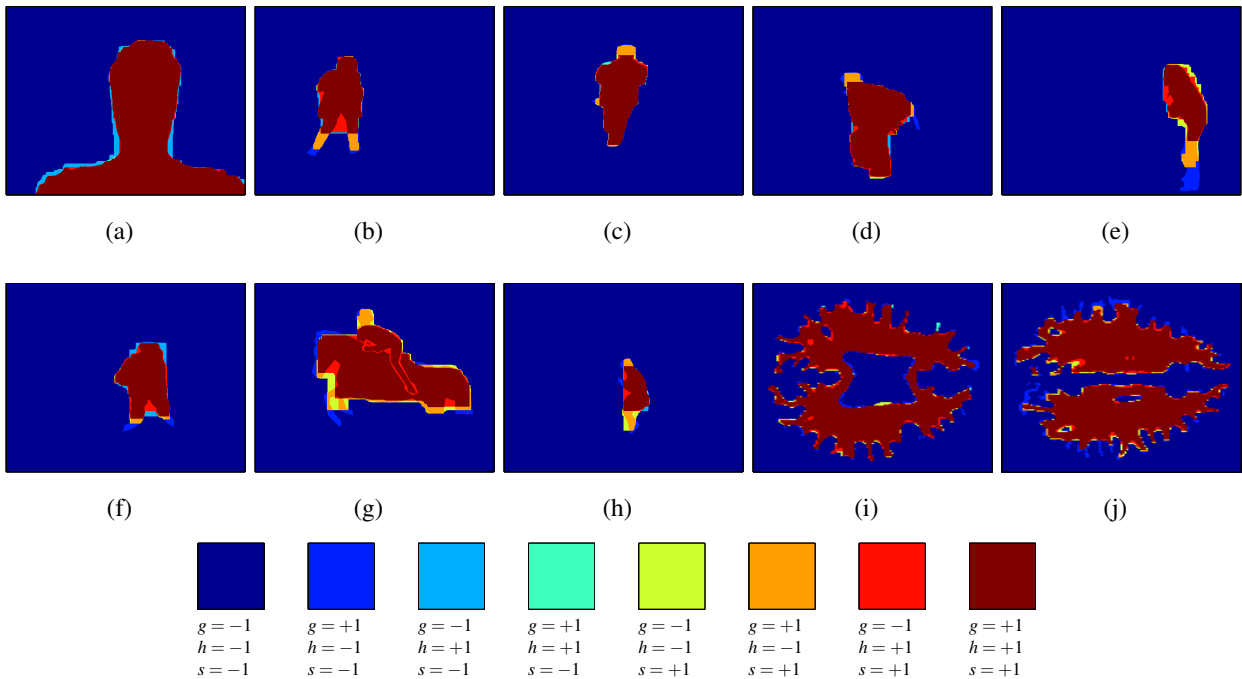 (a) (b) (c) (d) (e)
(f) (g) (h) (i) (j)
g = −1 g = +1 g = −1 g = +1 g = −1 g = +1 g = −1 g = +1
h = −1 h = −1 h = +1 h = +1 h = −1 h = −1 h = +1 h = +1
s = −1 s = −1 s = −1 s = −1 s = +1 s = +1 s = +1 s = +1